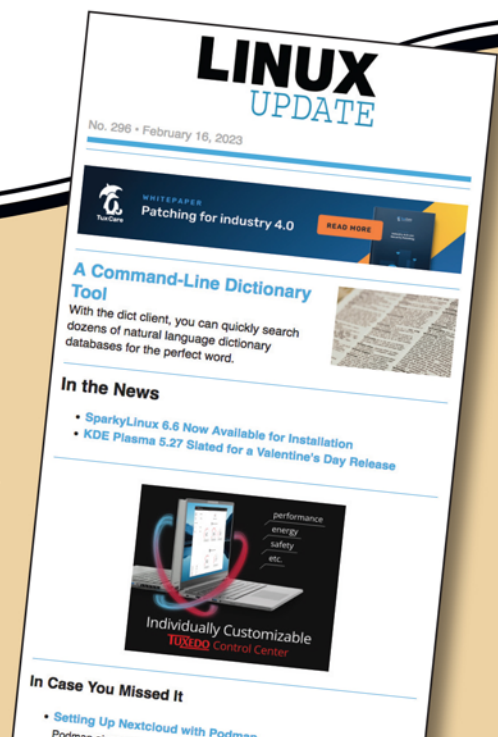 LINUX
UPDATE
No. 296 • February 16, 2023
TuxCare
WHITEPAPER
Patching for industry 4.0
READ MORE
A Command-Line Dictionary
Tool
With the dict client, you can quickly search
dozens of natural language dictionary
databases for the perfect word.
In the News
• SparkyLinux 6.6 Now Available for Installation
• KDE Plasma 5.27 Slated for a Valentine's Day Release
performance
energy
safety
etc.
Individually Customizable
TUXEDO Control Center
In Case You Missed It
• Setting Up Nextcloud with Podman
Podman